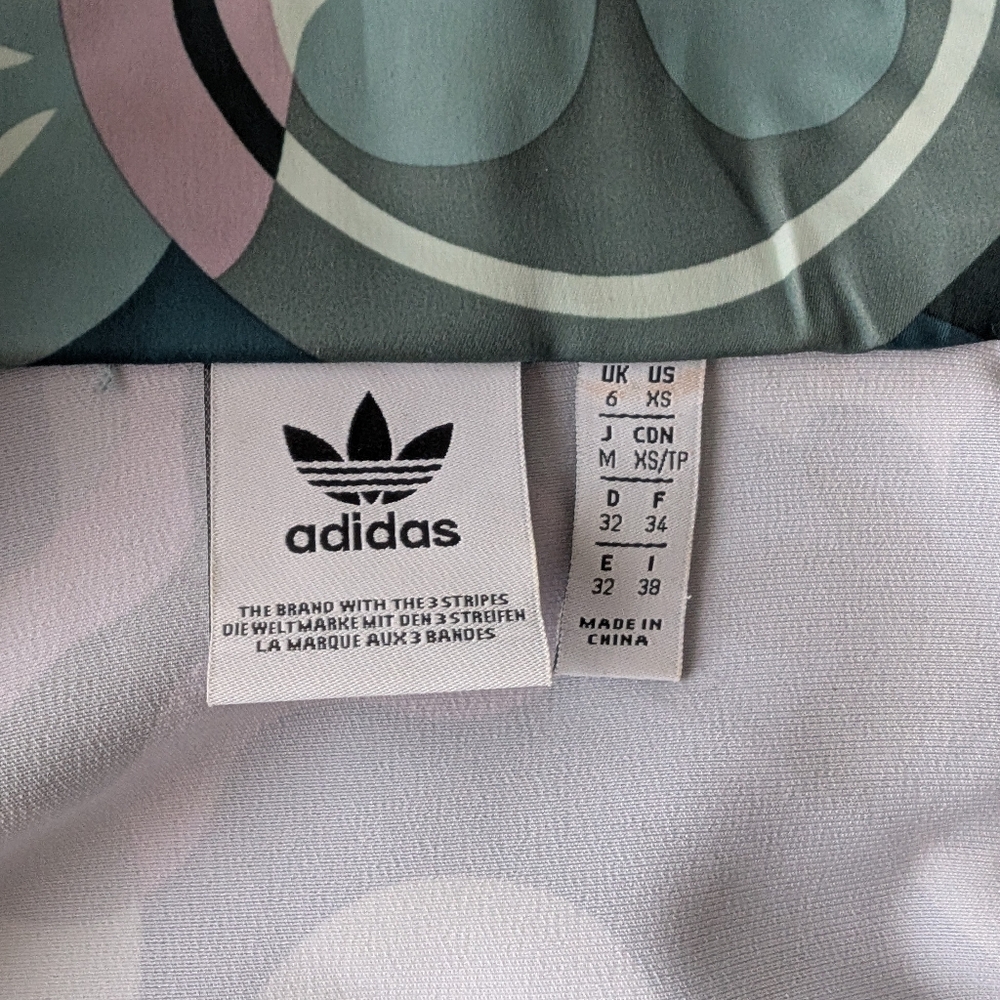 adidas
THE BRAND WITH THE 3 STRIPES
DIE WELTMARKE MIT DEN 3 STREIFEN
LA MARQUE AUX 3 BANDES
UK US
6 XS
J CDN
M XS/TP
D F
32 34
E I
32 38
MADE IN
CHINA